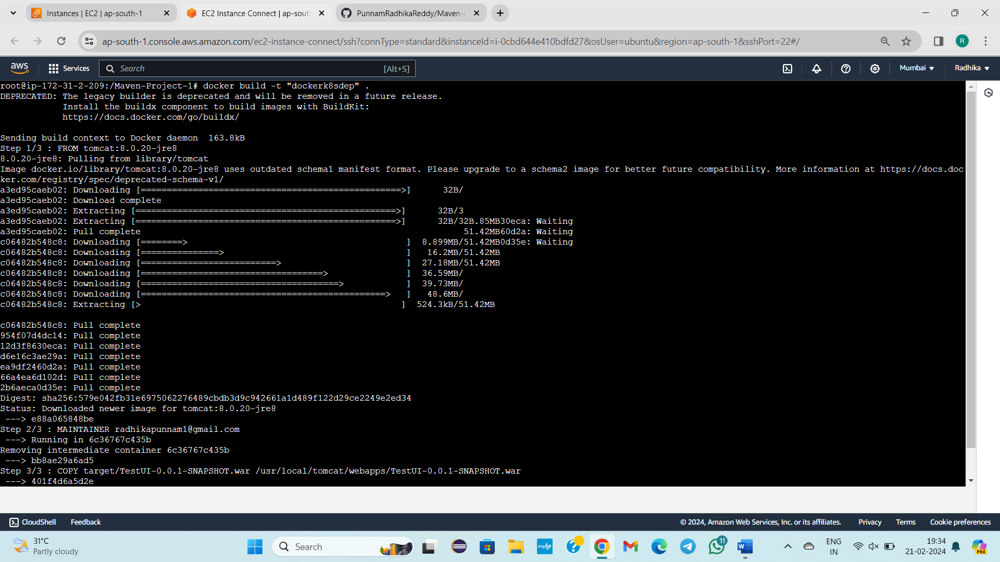 Instances | EC2 | ap-south-1
EC2 Instance Connect | ap-sout
PunnamRadhikaReddy/Maven-
ap-south-1.console.aws.amazon.com/ec2-instance-connect/ssh?connType=standard&instanceId=i-0cbd644e410bdfd27&osUser=ubuntu&region=ap-south-1&sshPort=22#/
R
aws
Services
Search
[Alt+S]
Mumbai
Radhika
root@ip-172-31-2-209:/Maven-Project-1# docker build -t "dockerk8sdep" .
DEPRECATED: The legacy builder is deprecated and will be removed in a future release.
Install the buildx component to build images with BuildKit:
https://docs.docker.com/go/buildx/
Sending build context to Docker daemon  163.8kB
Step 1/3 : FROM tomcat:8.0.20-jre8
8.0.20-jre8: Pulling from library/tomcat
Image docker.io/library/tomcat:8.0.20-jre8 uses outdated schema1 manifest format. Please upgrade to a schema2 image for better future compatibility. More information at https://docs.doc
ker.com/registry/spec/deprecated-schema-v1/
a3ed95caeb02: Downloading [==================================================>]      32B/
a3ed95caeb02: Download complete
a3ed95caeb02: Extracting [==================================================>]      32B/3
a3ed95caeb02: Extracting [==================================================>]      32B/32B.85MB30eca: Waiting
a3ed95caeb02: Pull complete                                                              51.42MB60d2a: Waiting
c06482b548c8: Downloading [========>                                          ]  8.899MB/51.42MB0d35e: Waiting
c06482b548c8: Downloading [===============>                                   ]   16.2MB/51.42MB
c06482b548c8: Downloading [==========================>                        ]  27.18MB/51.42MB
c06482b548c8: Downloading [===================================>               ]  36.59MB/
c06482b548c8: Downloading [======================================>            ]  39.73MB/
c06482b548c8: Downloading [===============================================>   ]   48.6MB/
c06482b548c8: Extracting [>                                                  ]  524.3kB/51.42MB
c06482b548c8: Pull complete
954f07d4dc14: Pull complete
12d3f8630eca: Pull complete
d6e16c3ae29a: Pull complete
ea9df2460d2a: Pull complete
66a4ea6d102d: Pull complete
2b6aeca0d35e: Pull complete
Digest: sha256:579e042fb31e6975062276489cbdb3d9c942661a1d489f122d29ce2249e2ed34
Status: Downloaded newer image for tomcat:8.0.20-jre8
---> e88a065848be
Step 2/3 : MAINTAINER radhikapunnam1@gmail.com
---> Running in 6c36767c435b
Removing intermediate container 6c36767c435b
---> bb8ae29a6ad5
Step 3/3 : COPY target/TestUI-0.0.1-SNAPSHOT.war /usr/local/tomcat/webapps/TestUI-0.0.1-SNAPSHOT.war
---> 401f4d6a5d2e
CloudShell
Feedback
© 2024, Amazon Web Services, Inc. or its affiliates.
Privacy
Terms
Cookie preferences
31°C
Partly cloudy
Search
myhp
11
ENG
IN
19:34
21-02-2024
PRE